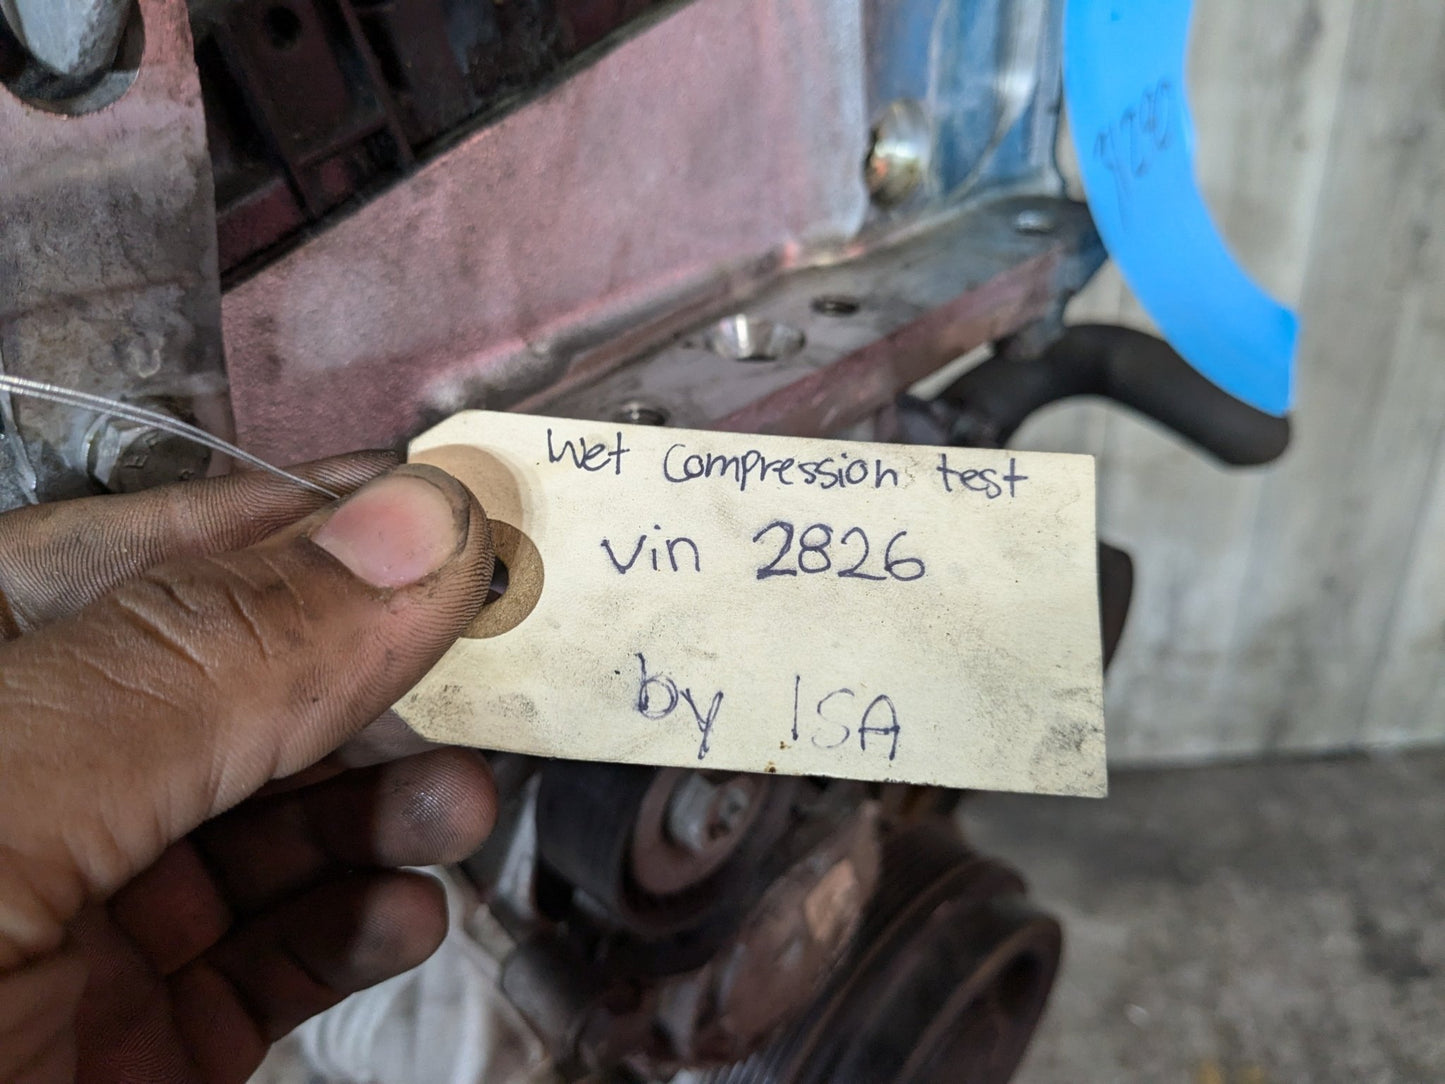 Wet compression test
vin 2826
by ISA